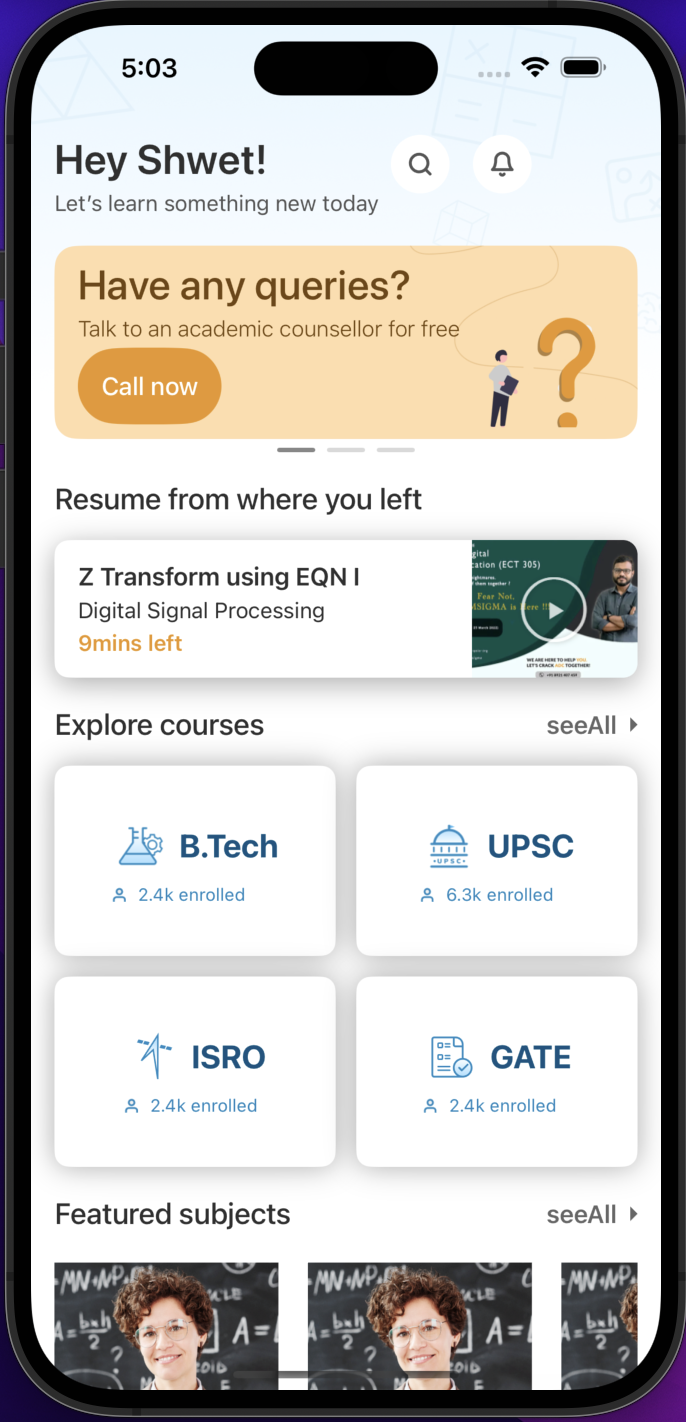 5:03
Hey Shwet!
Let's learn something new today
Have any queries?
Talk to an academic counsellor for free
Call now
Resume from where you left
Z Transform using EQN I
Digital Signal Processing
9mins left
gital
cation (ECT 305)
Fear Not,
MSIGMA is Here !!!
WE ARE HERE TO HELP YOU
LET'S CRACK TOGETHER!
Explore courses
seeAll
B.Tech
2.4k enrolled
UPSC
UPSC
6.3k enrolled
ISRO
2.4k enrolled
GATE
2.4k enrolled
Featured subjects
seeAll